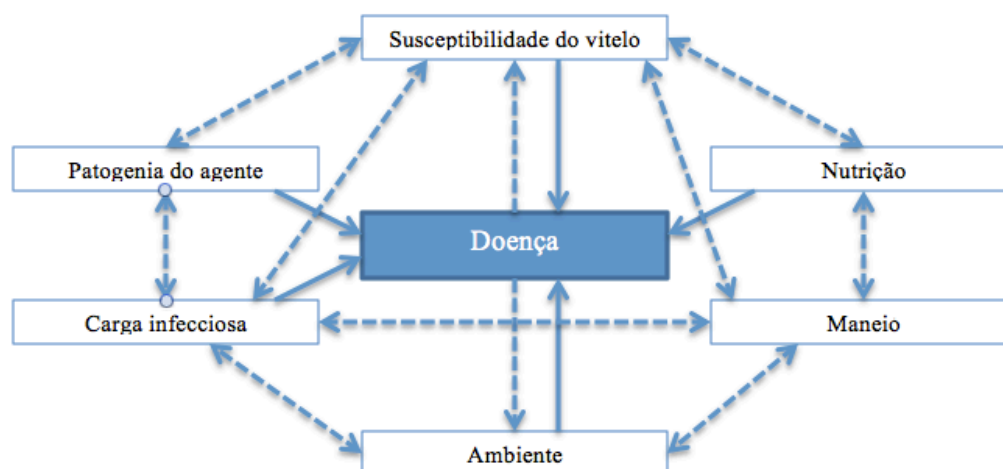 Susceptibilidade do vitelo
Patogenia do agente
Nutrição
Doença
Carga infecciosa
Maneio
Ambiente